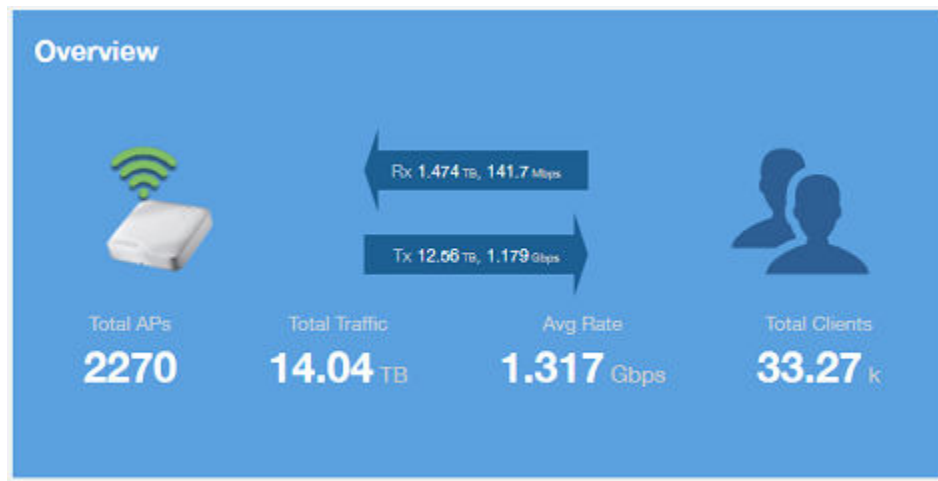 Overview
Rx 1.474 TB, 141.7 Mbps
Tx 12.56 TB, 1.179 Gbps
Total APs Total Traffic Avg Rate Total Clients
2270 14.04 TB 1.317 Gbps 33.27 k